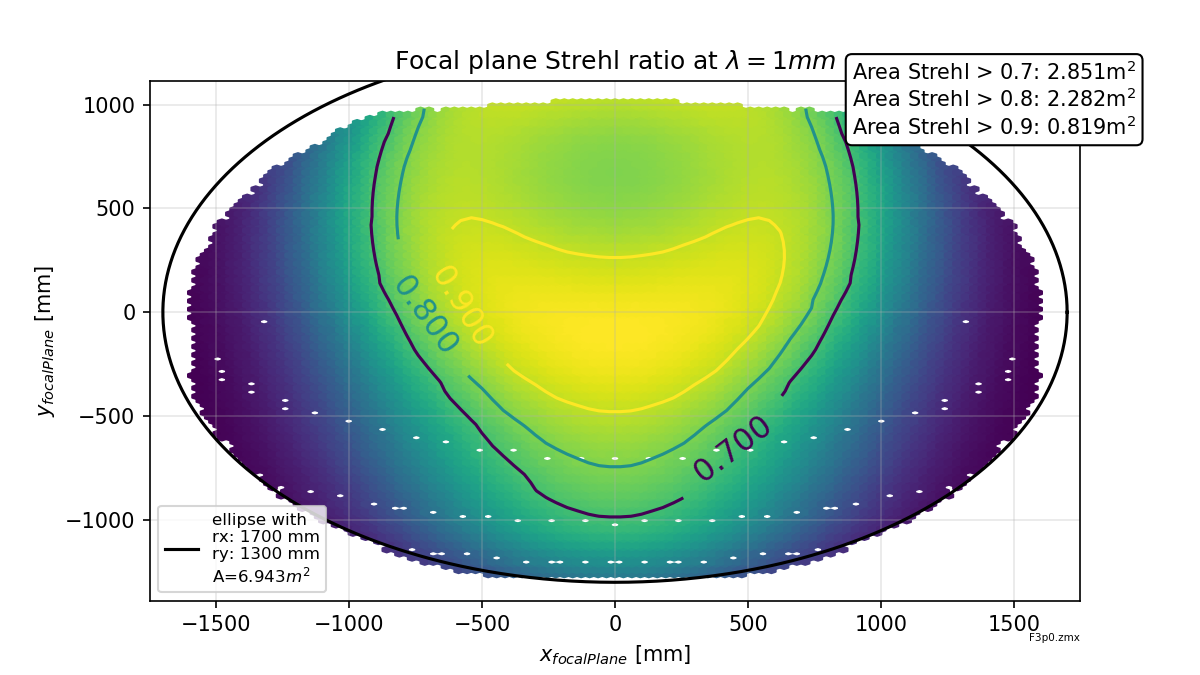 Focal plane Strehl ratio at λ = 1mm
Area Strehl > 0.7: 2.851m²
Area Strehl > 0.8: 2.282m²
Area Strehl > 0.9: 0.819m²
1000
500
0
−500
−1000
y_focalPlane [mm]
0.900
0.800
0.700
ellipse with
rx: 1700 mm
ry: 1300 mm
A=6.943m²
−1500 −1000 −500 0 500 1000 1500
F3p0.zmx
x_focalPlane [mm]